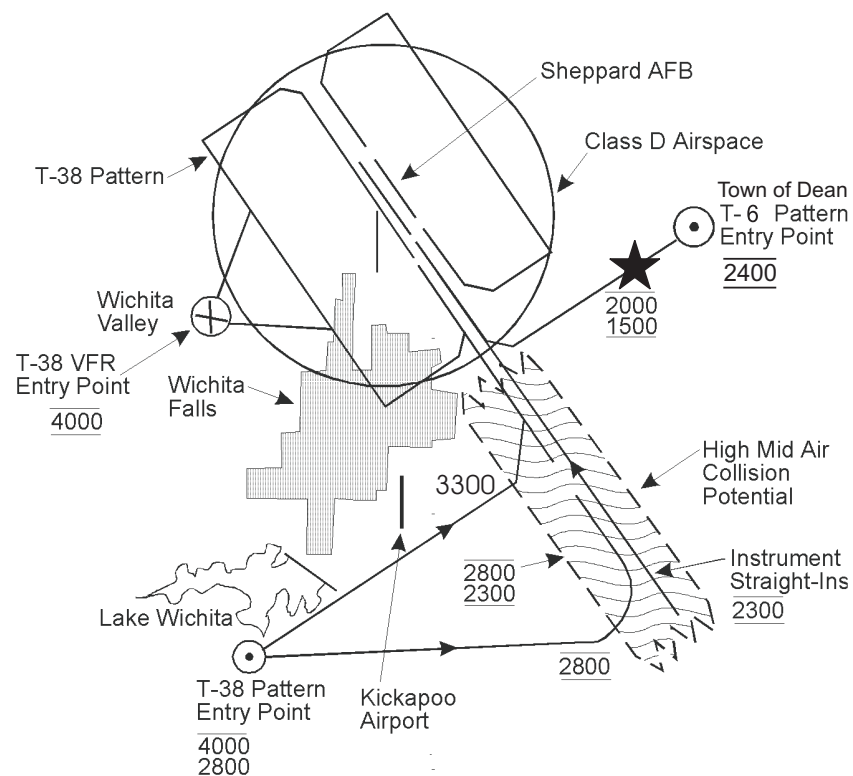 Sheppard AFB
Class D Airspace
T-38 Pattern
Town of Dean
T-6 Pattern
Entry Point
2400
2000
1500
Wichita
Valley
T-38 VFR
Entry Point
4000
Wichita
Falls
High Mid Air
Collision
Potential
3300
2800
2300
Instrument
Straight-Ins
2300
Lake Wichita
2800
T-38 Pattern
Entry Point
4000
2800
Kickapoo
Airport